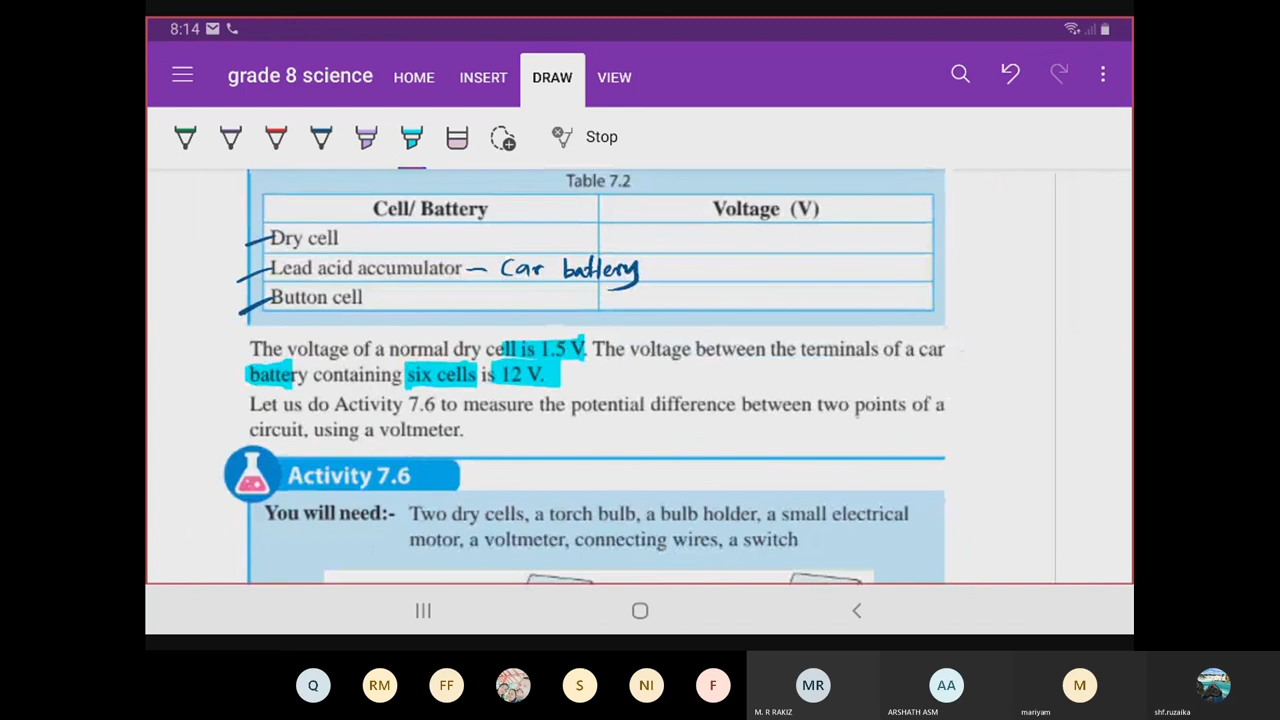 8:14
grade 8 science HOME INSERT DRAW VIEW
Stop
Table 7.2
Cell/ Battery Voltage (V)
Dry cell
Lead acid accumulator – Car battery
Button cell
The voltage of a normal dry cell is 1.5 V. The voltage between the terminals of a car
battery containing six cells is 12 V.
Let us do Activity 7.6 to measure the potential difference between two points of a
circuit, using a voltmeter.
Activity 7.6
You will need:- Two dry cells, a torch bulb, a bulb holder, a small electrical
motor, a voltmeter, connecting wires, a switch
Q RM FF S NI F MR AA M
M. R RAKIZ ARSHATH ASM mariyam shf.ruzaika